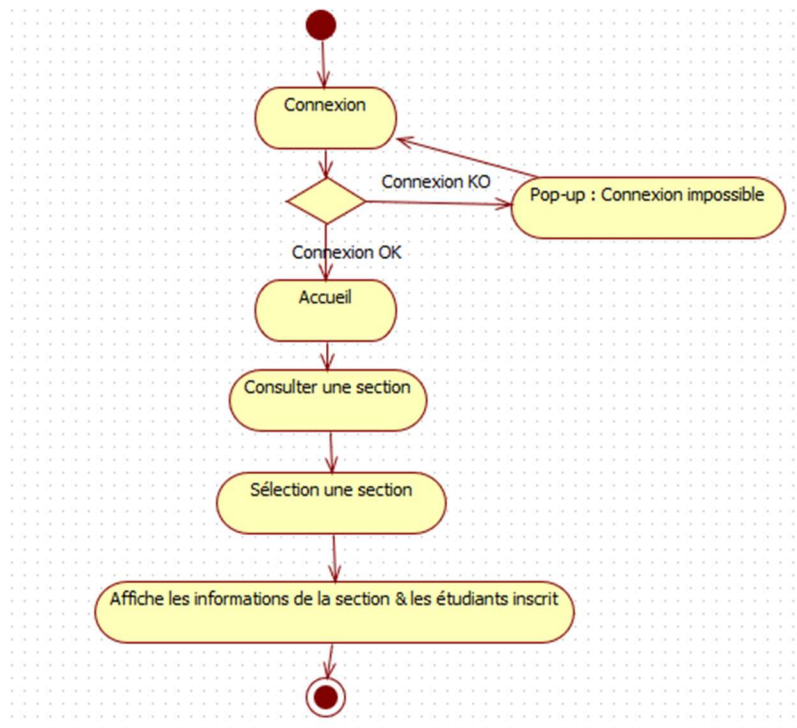 Connexion
Connexion KO
Pop-up : Connexion impossible
Connexion OK
Accueil
Consulter une section
Sélection une section
Affiche les informations de la section & les étudiants inscrit